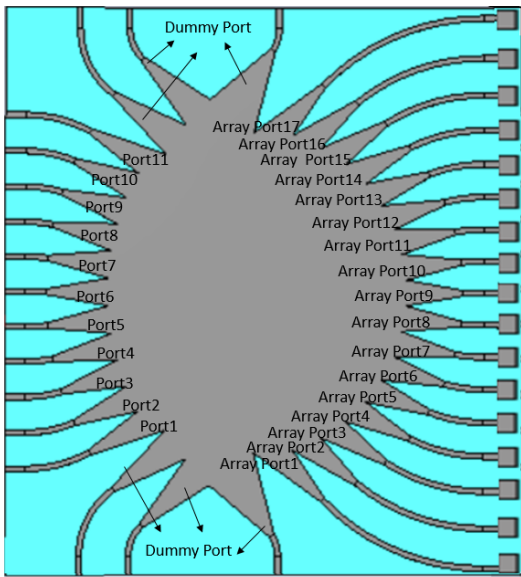 Dummy Port
Array Port17
Array Port16
Port11
Array  Port15
Port10
Array Port14
Array Port13
Port9
Array Port12
Port8
Array Port11
Port7
Array Port10
Port6
Array Port9
Port5
Array Port8
Port4
Array Port7
Array Port6
Port3
Array Port5
Port2
Array Port4
Port1
Array Port3
Array Port2
Array Port1
Dummy Port